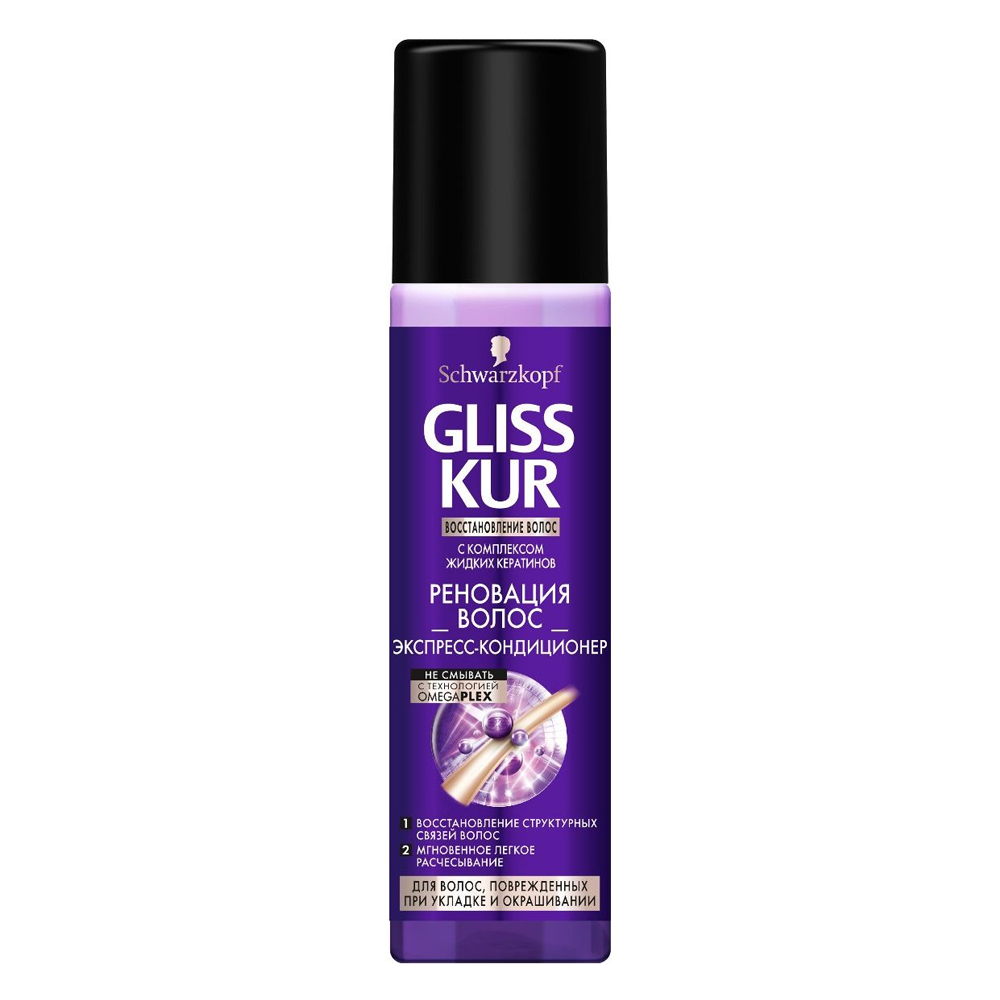 Schwarzkopf
GLISS
KUR
ВОССТАНОВЛЕНИЕ ВОЛОС
С КОМПЛЕКСОМ
ЖИДКИХ КЕРАТИНОВ
РЕНОВАЦИЯ
_ ВОЛОС _
ЭКСПРЕСС-КОНДИЦИОНЕР
НЕ СМЫВАТЬ
С ТЕХНОЛОГИЕЙ
OMEGAPLEX
1 ВОССТАНОВЛЕНИЕ СТРУКТУРНЫХ
СВЯЗЕЙ ВОЛОС
2 МГНОВЕННОЕ ЛЕГКОЕ
РАСЧЕСЫВАНИЕ
ДЛЯ ВОЛОС, ПОВРЕЖДЕННЫХ
ПРИ УКЛАДКЕ И ОКРАШИВАНИИ